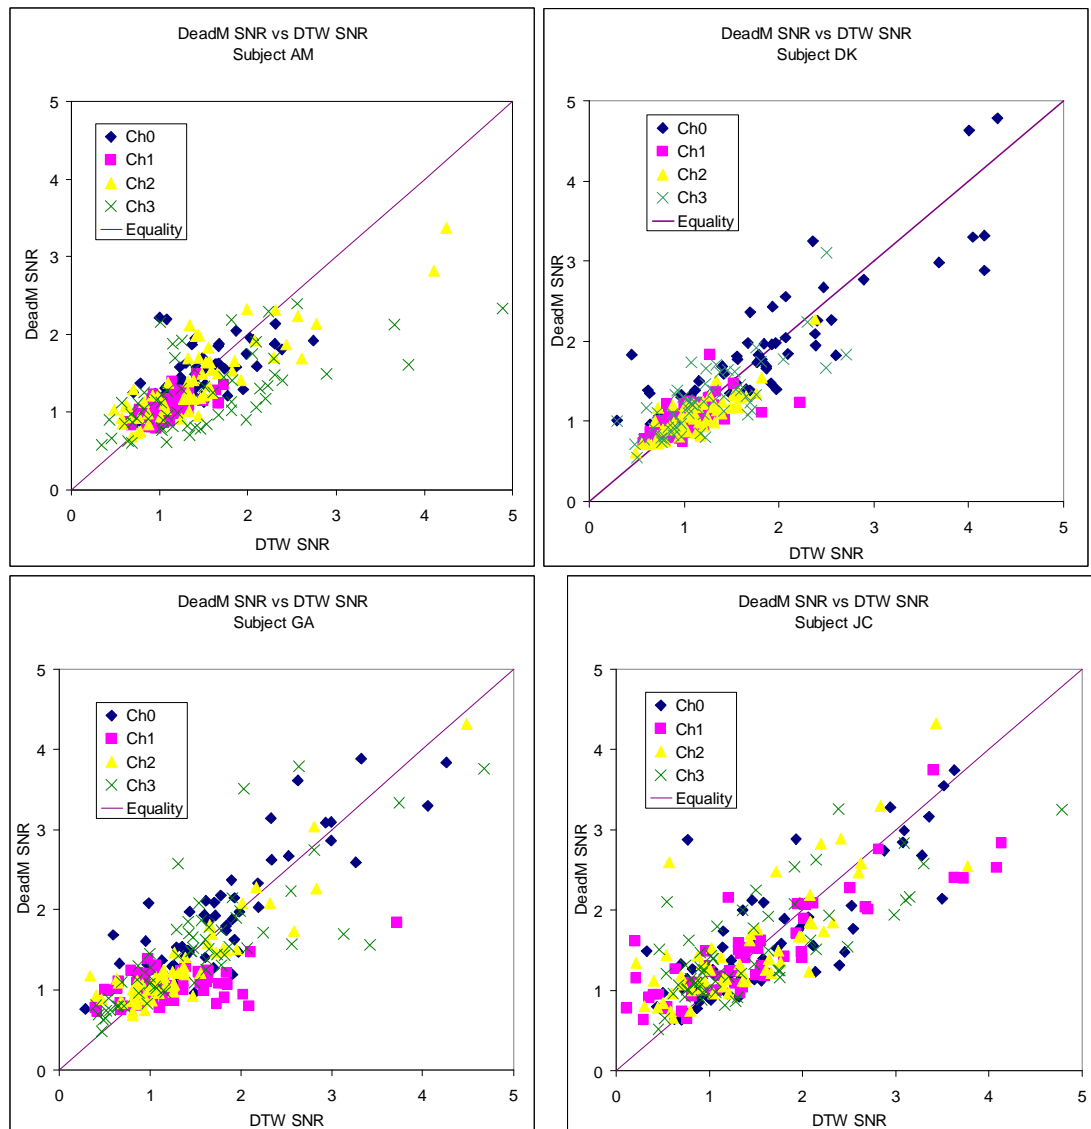 DeadM SNR vs DTW SNR
Subject AM
5
4
3
2
1
0
DeadM SNR
Ch0
Ch1
Ch2
Ch3
Equality
0 1 2 3 4 5
DTW SNR
DeadM SNR vs DTW SNR
Subject DK
5
4
3
2
1
0
DeadM SNR
Ch0
Ch1
Ch2
Ch3
Equality
0 1 2 3 4 5
DTW SNR
DeadM SNR vs DTW SNR
Subject GA
5
4
3
2
1
0
DeadM SNR
Ch0
Ch1
Ch2
Ch3
Equality
0 1 2 3 4 5
DTW SNR
DeadM SNR vs DTW SNR
Subject JC
5
4
3
2
1
0
DeadM SNR
Ch0
Ch1
Ch2
Ch3
Equality
0 1 2 3 4 5
DTW SNR